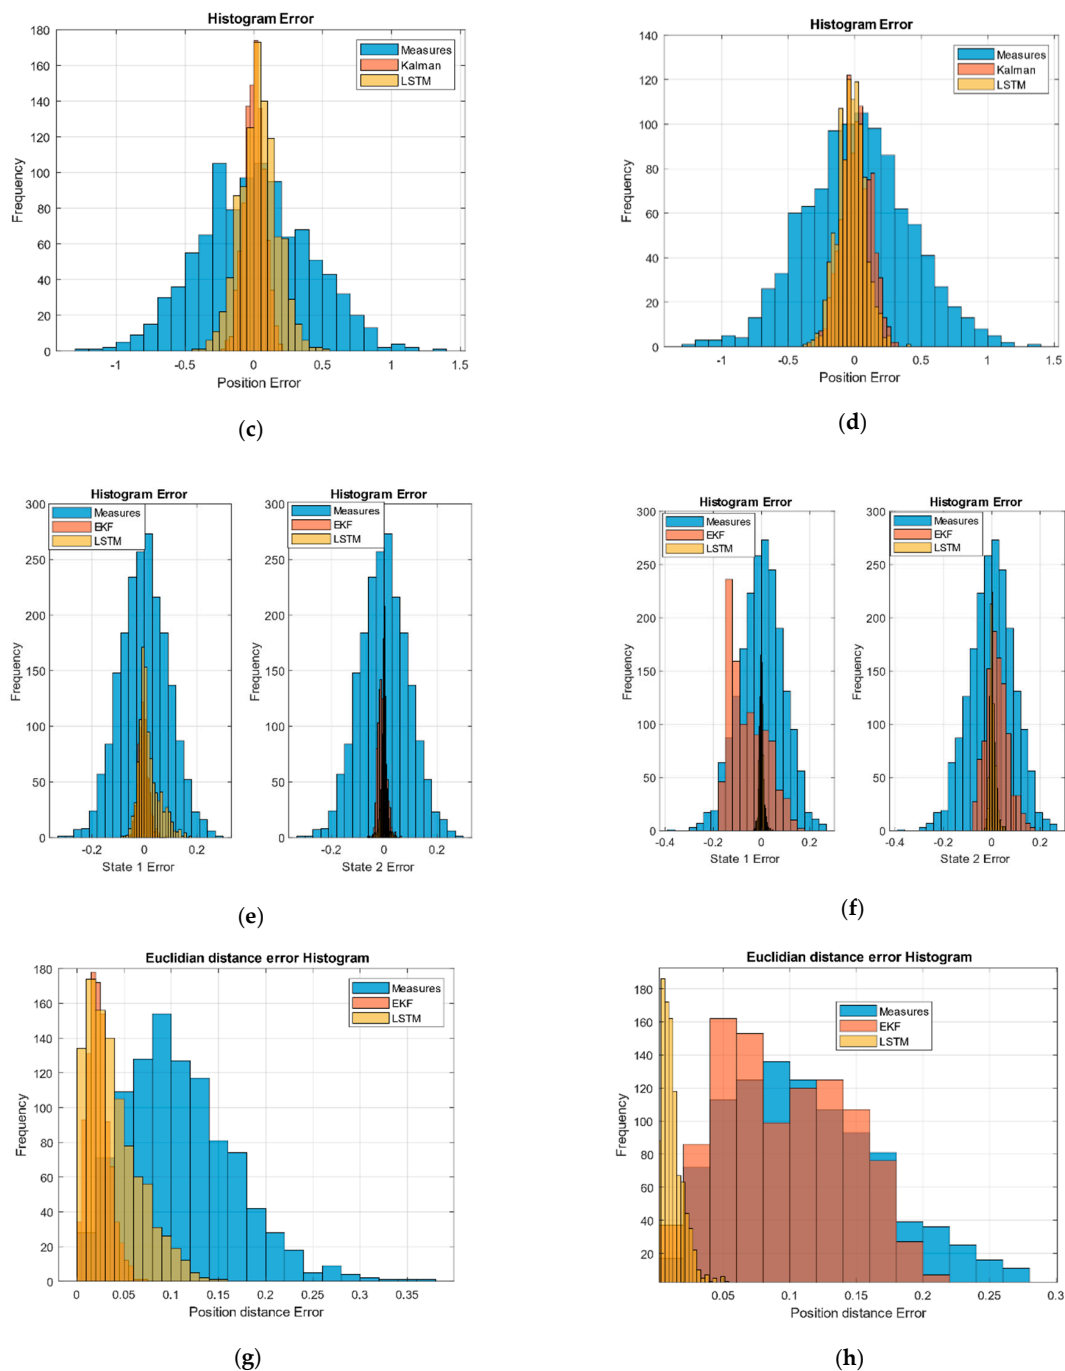 Histogram Error
180
160
140
120
100
80
60
40
20
0
Frequency
Measures
Kalman
LSTM
-1
-0.5
0
0.5
1
1.5
Position Error
(c)
Histogram Error
140
120
100
80
60
40
20
0
Frequency
Measures
Kalman
LSTM
-1
-0.5
0
0.5
1
1.5
Position Error
(d)
Histogram Error
300
250
200
150
100
50
0
Frequency
Measures
EKF
LSTM
-0.2
0
0.2
State 1 Error
Histogram Error
300
250
200
150
100
50
0
Frequency
Measures
EKF
LSTM
-0.2
0
0.2
State 2 Error
(e)
Histogram Error
300
250
200
150
100
50
0
Frequency
Measures
EKF
LSTM
-0.4
-0.2
0
0.2
State 1 Error
Histogram Error
300
250
200
150
100
50
0
Frequency
Measures
EKF
LSTM
-0.4
-0.2
0
0.2
State 2 Error
(f)
Euclidian distance error Histogram
180
160
140
120
100
80
60
40
20
0
Frequency
Measures
EKF
LSTM
0
0.05
0.1
0.15
0.2
0.25
0.3
0.35
Position distance Error
(g)
Euclidian distance error Histogram
180
160
140
120
100
80
60
40
20
Frequency
Measures
EKF
LSTM
0.05
0.1
0.15
0.2
0.25
0.3
Position distance Error
(h)